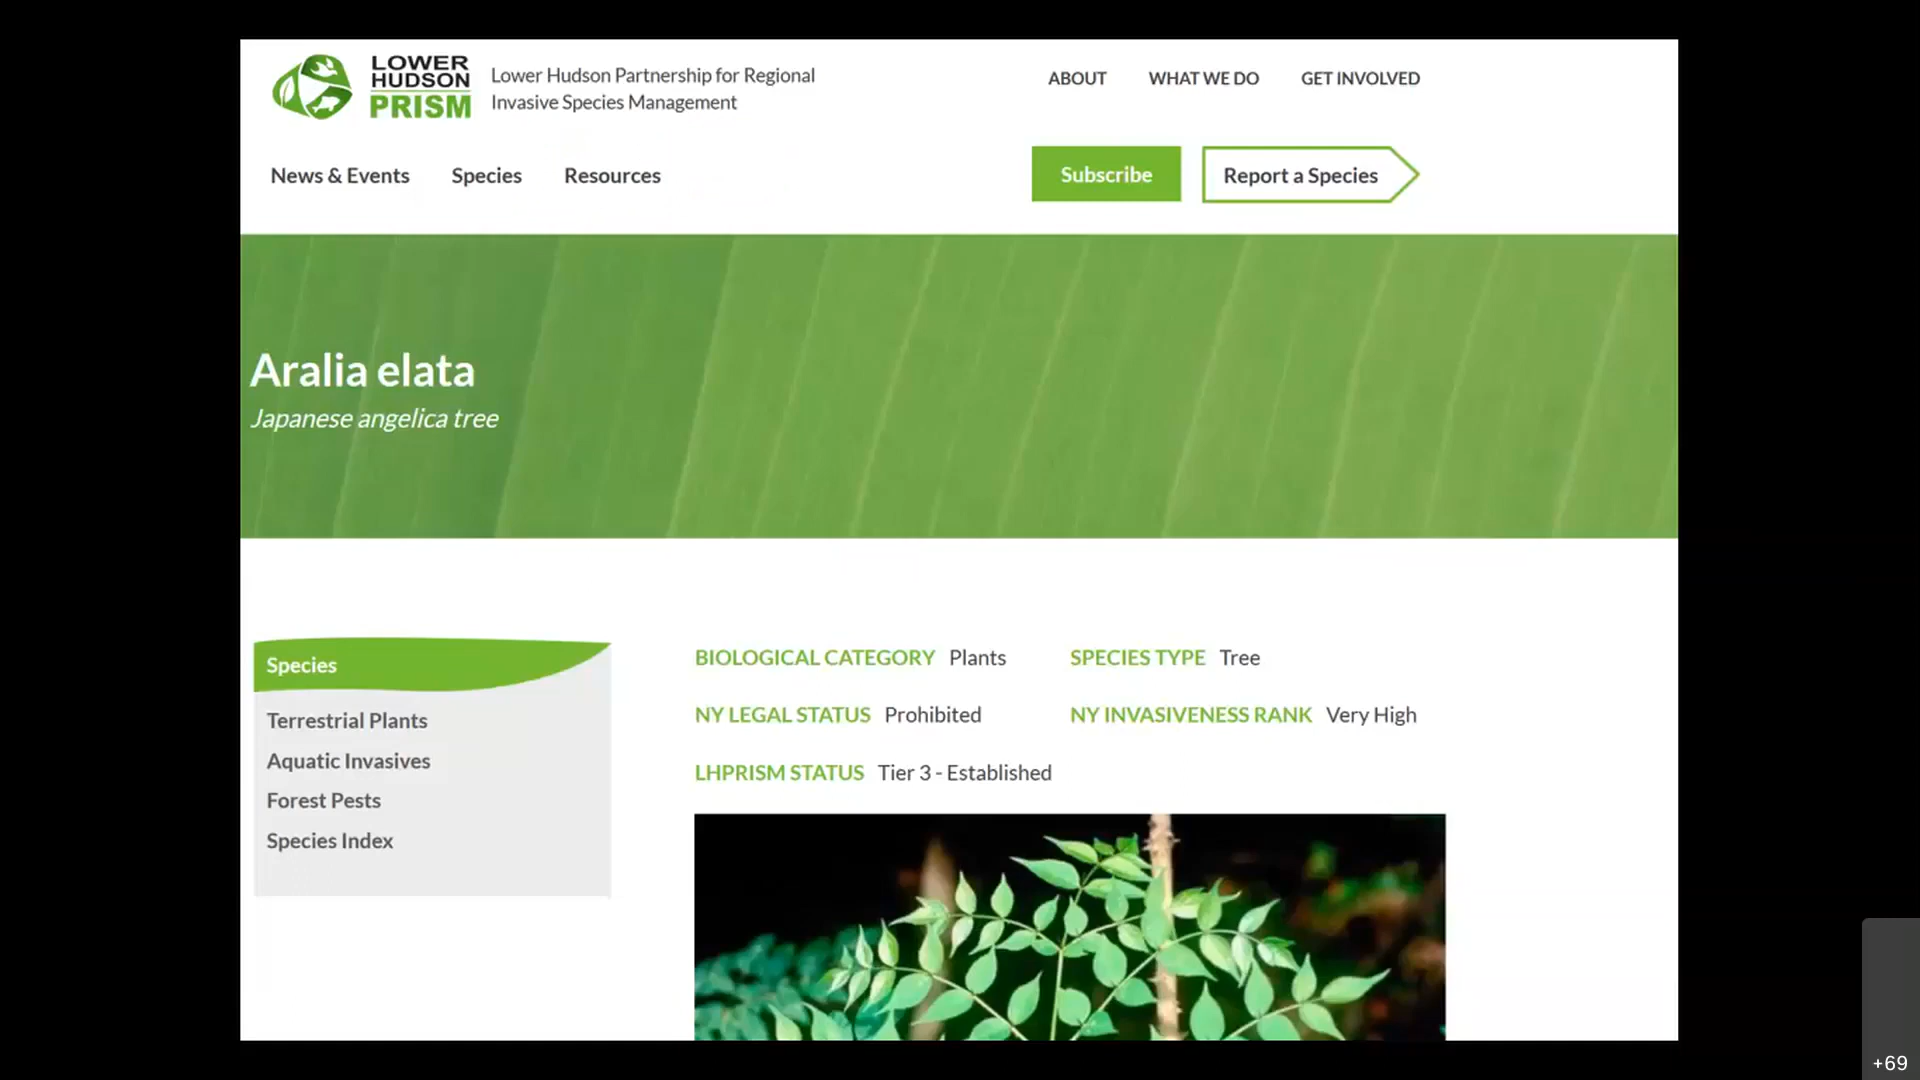 LOWER
HUDSON
PRISM
Lower Hudson Partnership for Regional
Invasive Species Management
ABOUT WHAT WE DO GET INVOLVED
News & Events Species Resources
Subscribe Report a Species
Aralia elata
Japanese angelica tree
Species
Terrestrial Plants
Aquatic Invasives
Forest Pests
Species Index
BIOLOGICAL CATEGORY Plants SPECIES TYPE Tree
NY LEGAL STATUS Prohibited NY INVASIVENESS RANK Very High
LHPRISM STATUS Tier 3 - Established
+69